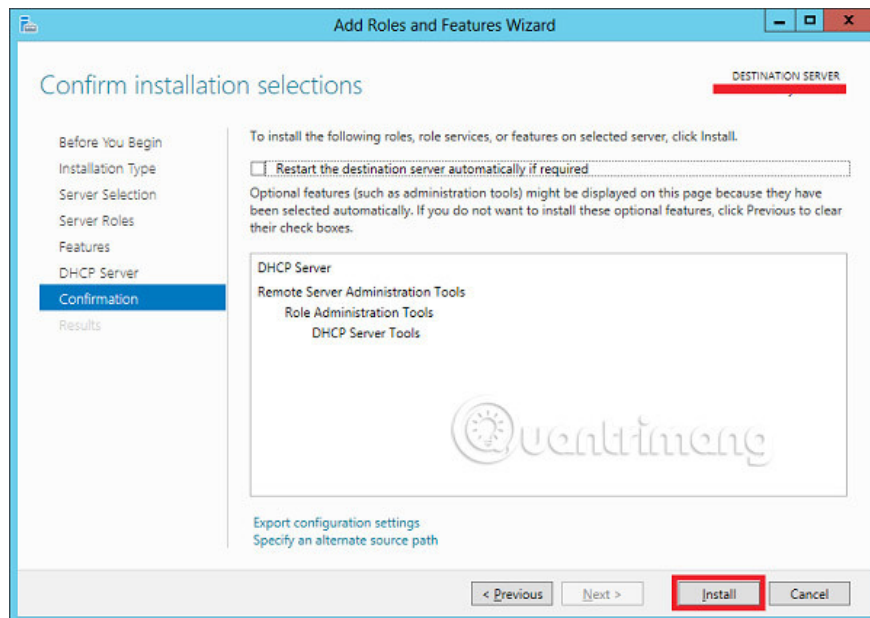 Add Roles and Features Wizard
Confirm installation selections
DESTINATION SERVER
Before You Begin
Installation Type
Server Selection
Server Roles
Features
DHCP Server
Confirmation
Results
To install the following roles, role services, or features on selected server, click Install.
Restart the destination server automatically if required
Optional features (such as administration tools) might be displayed on this page because they have
been selected automatically. If you do not want to install these optional features, click Previous to clear
their check boxes.
DHCP Server
Remote Server Administration Tools
Role Administration Tools
DHCP Server Tools
Quantrimang
Export configuration settings
Specify an alternate source path
< Previous
Next >
Install
Cancel